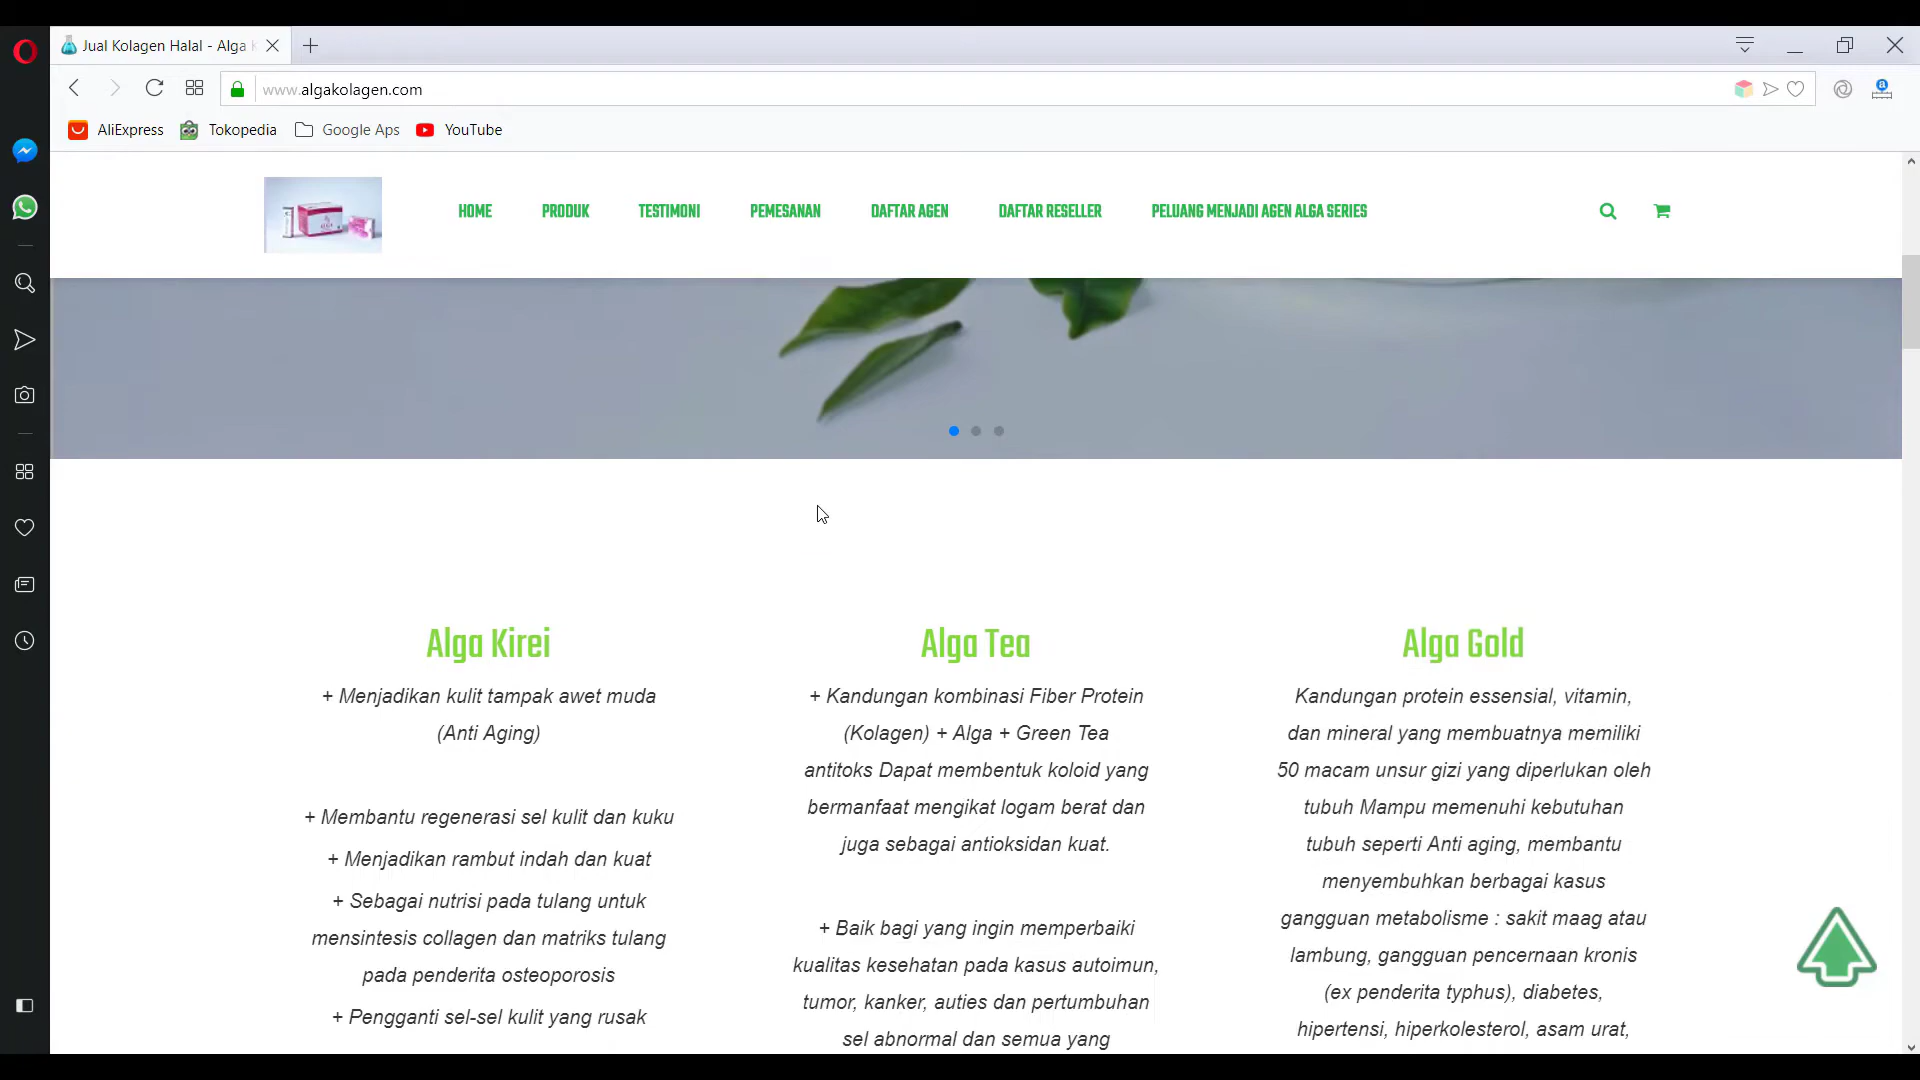 Jual Kolagen Halal - Alga
www.algakolagen.com
AliExpress Tokopedia Google Aps YouTube
HOME PRODUK TESTIMONI PEMESANAN DAFTAR AGEN DAFTAR RESELLER PELUANG MENJADI AGEN ALGA SERIES
Alga Kirei
+ Menjadikan kulit tampak awet muda
(Anti Aging)
+ Membantu regenerasi sel kulit dan kuku
+ Menjadikan rambut indah dan kuat
+ Sebagai nutrisi pada tulang untuk
mensintesis collagen dan matriks tulang
pada penderita osteoporosis
+ Pengganti sel-sel kulit yang rusak
Alga Tea
+ Kandungan kombinasi Fiber Protein
(Kolagen) + Alga + Green Tea
antitoks Dapat membentuk koloid yang
bermanfaat mengikat logam berat dan
juga sebagai antioksidan kuat.
+ Baik bagi yang ingin memperbaiki
kualitas kesehatan pada kasus autoimun,
tumor, kanker, auties dan pertumbuhan
sel abnormal dan semua yang
Alga Gold
Kandungan protein essensial, vitamin,
dan mineral yang membuatnya memiliki
50 macam unsur gizi yang diperlukan oleh
tubuh Mampu memenuhi kebutuhan
tubuh seperti Anti aging, membantu
menyembuhkan berbagai kasus
gangguan metabolisme : sakit maag atau
lambung, gangguan pencernaan kronis
(ex penderita typhus), diabetes,
hipertensi, hiperkolesterol, asam urat,